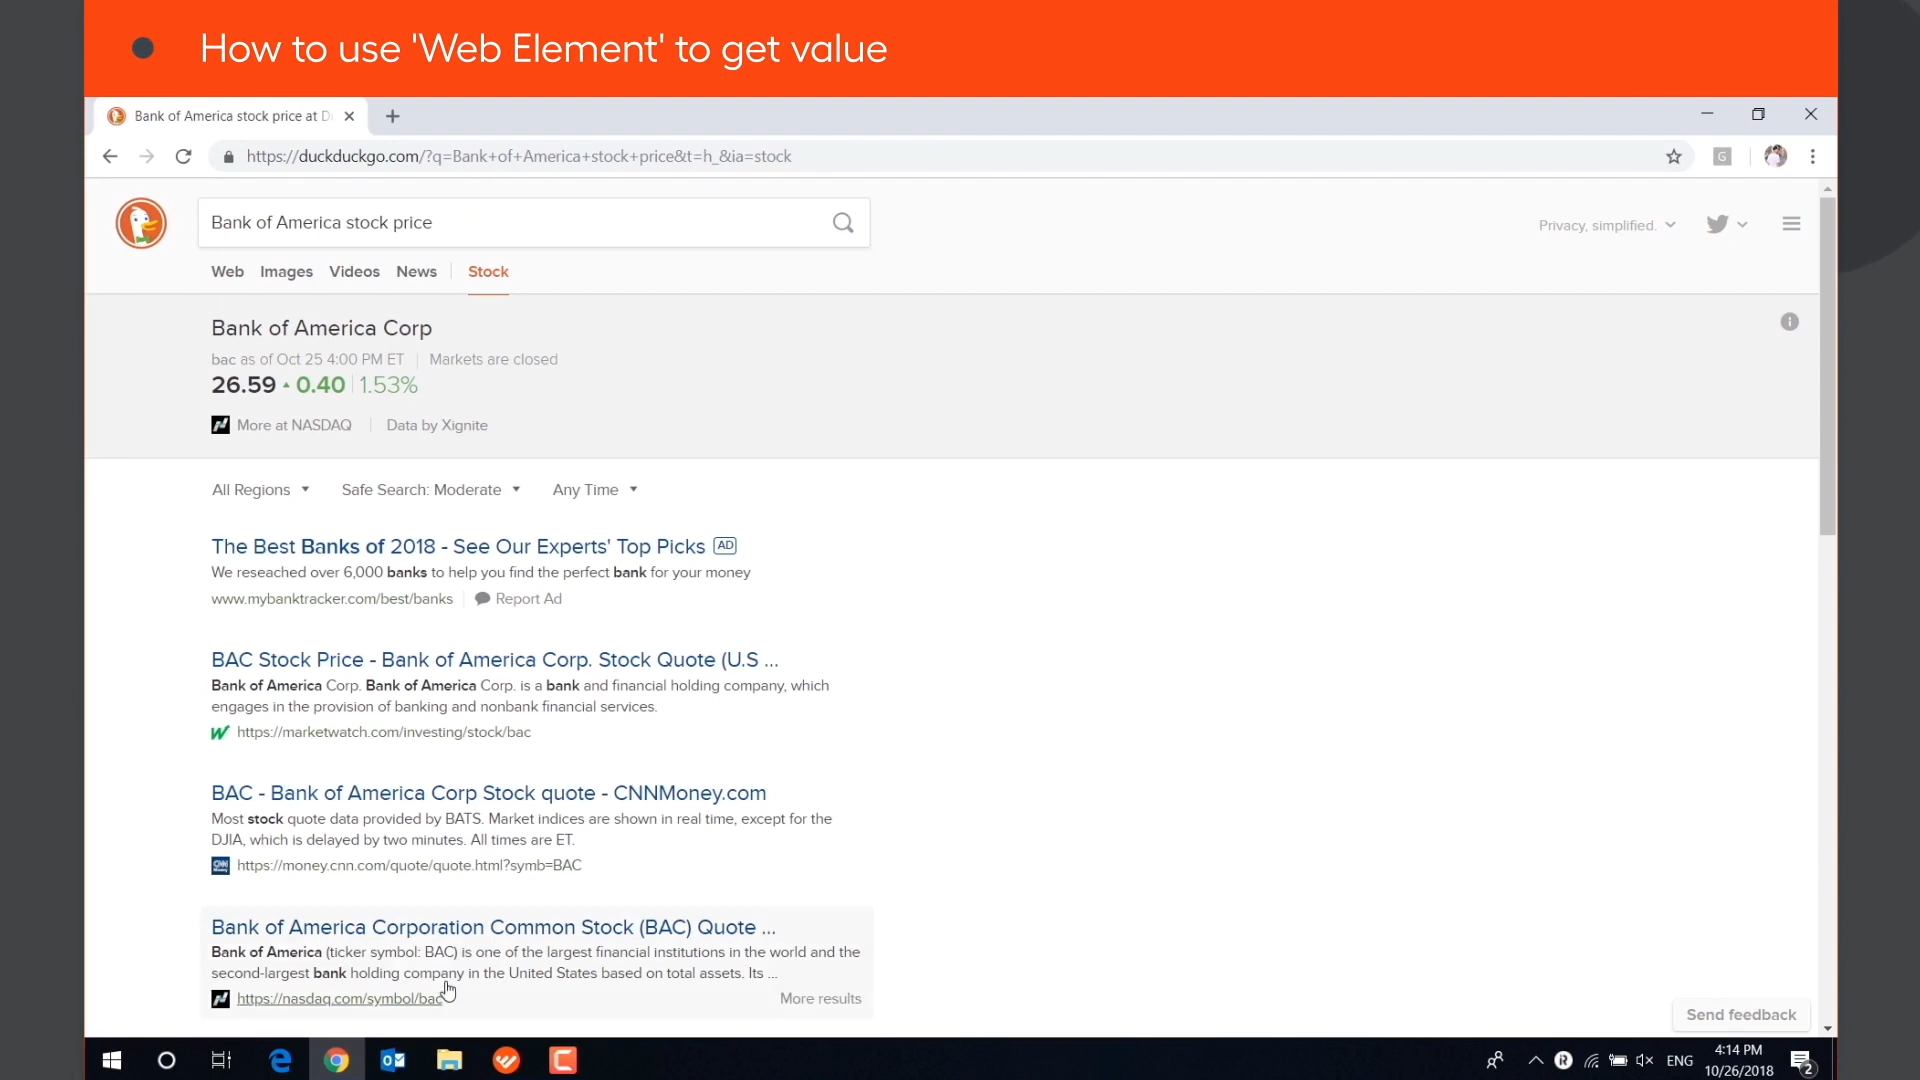 How to use 'Web Element' to get value
Bank of America stock price at D
https://duckduckgo.com/?q=Bank+of+America+stock+price&t=h_&ia=stock
G
Bank of America stock price
Privacy, simplified.
Web Images Videos News Stock
Bank of America Corp
bac as of Oct 25 4:00 PM ET Markets are closed
26.59 0.40 1.53%
More at NASDAQ Data by Xignite
All Regions Safe Search: Moderate Any Time
The Best Banks of 2018 - See Our Experts' Top Picks AD
We reseached over 6,000 banks to help you find the perfect bank for your money
www.mybanktracker.com/best/banks Report Ad
BAC Stock Price - Bank of America Corp. Stock Quote (U.S ...
Bank of America Corp. Bank of America Corp. is a bank and financial holding company, which
engages in the provision of banking and nonbank financial services.
https://marketwatch.com/investing/stock/bac
BAC - Bank of America Corp Stock quote - CNNMoney.com
Most stock quote data provided by BATS. Market indices are shown in real time, except for the
DJIA, which is delayed by two minutes. All times are ET.
https://money.cnn.com/quote/quote.html?symb=BAC
Bank of America Corporation Common Stock (BAC) Quote ...
Bank of America (ticker symbol: BAC) is one of the largest financial institutions in the world and the
second-largest bank holding company in the United States based on total assets. Its ...
https://nasdaq.com/symbol/bac More results
Send feedback
ENG
4:14 PM
10/26/2018
2